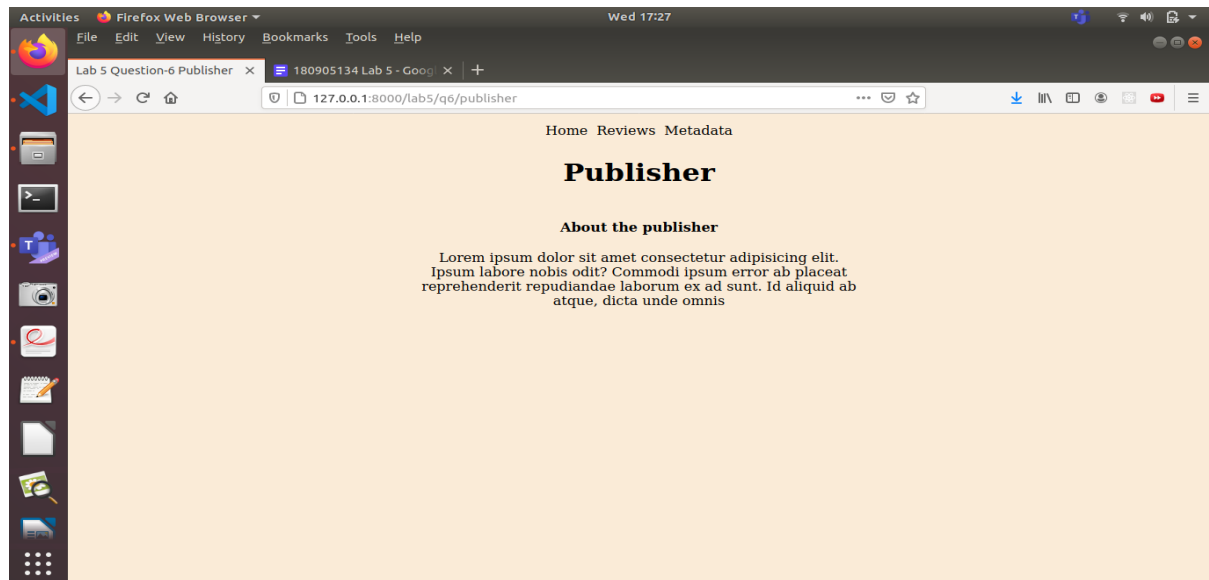 Activities Firefox Web Browser Wed 17:27
File Edit View History Bookmarks Tools Help
Lab 5 Question-6 Publisher 180905134 Lab 5 - Googl
127.0.0.1:8000/lab5/q6/publisher
Home Reviews Metadata
Publisher
About the publisher
Lorem ipsum dolor sit amet consectetur adipisicing elit.
Ipsum labore nobis odit? Commodi ipsum error ab placeat
reprehenderit repudiandae laborum ex ad sunt. Id aliquid ab
atque, dicta unde omnis